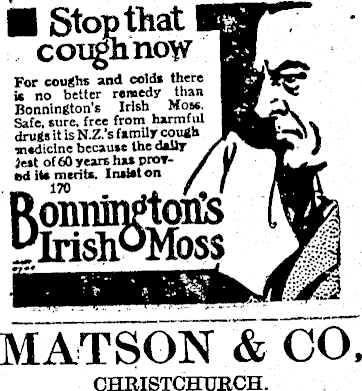 Stop that
cough now
For coughs and colds there
is no better remedy than
Bonnington's Irish Moss.
Safe, sure, free from harmful
drugs it is N.Z.'s family cough
medicine because the daily
test of 60 years has prov-
ed its merits. Insist on
170
Bonnington's
Irish Moss
MATSON & CO,
CHRISTCHURCH.